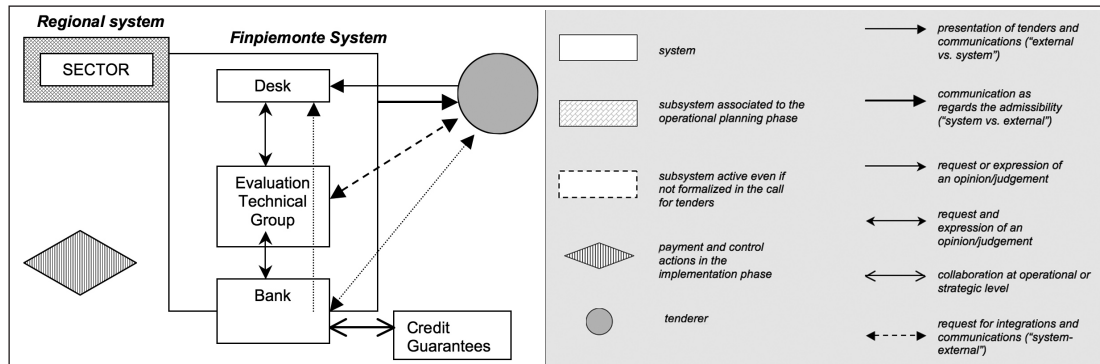 Regional system
Finpiemonte System
SECTOR
Desk
Evaluation
Technical
Group
Bank
Credit
Guarantees
system
subsystem associated to the
operational planning phase
subsystem active even if
not formalized in the call
for tenders
payment and control
actions in the
implementation phase
tenderer
presentation of tenders and
communications (“external
vs. system”)
communication as
regards the admissibility
(“system vs. external”)
request or expression of
an opinion/judgement
request and
expression of an
opinion/judgement
collaboration at operational or
strategic level
request for integrations and
communications (“system-
external”)